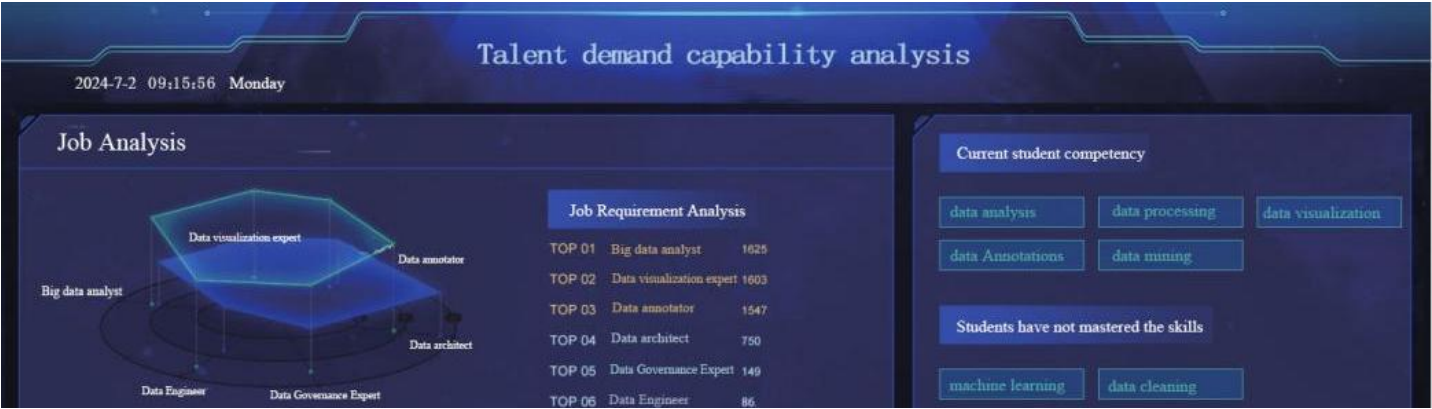 Talent demand capability analysis
2024-7-2 09:15:56 Monday
Job Analysis
Data visualization expert
Data annotator
Big data analyst
Data architect
Data Engineer
Data Governance Expert
Job Requirement Analysis
TOP 01 Big data analyst 1625
TOP 02 Data visualization expert 1603
TOP 03 Data annotator 1547
TOP 04 Data architect 750
TOP 05 Data Governance Expert 149
TOP 06 Data Engineer 86
Current student competency
data analysis data processing data visualization
data Annotations data mining
Students have not mastered the skills
machine learning data cleaning